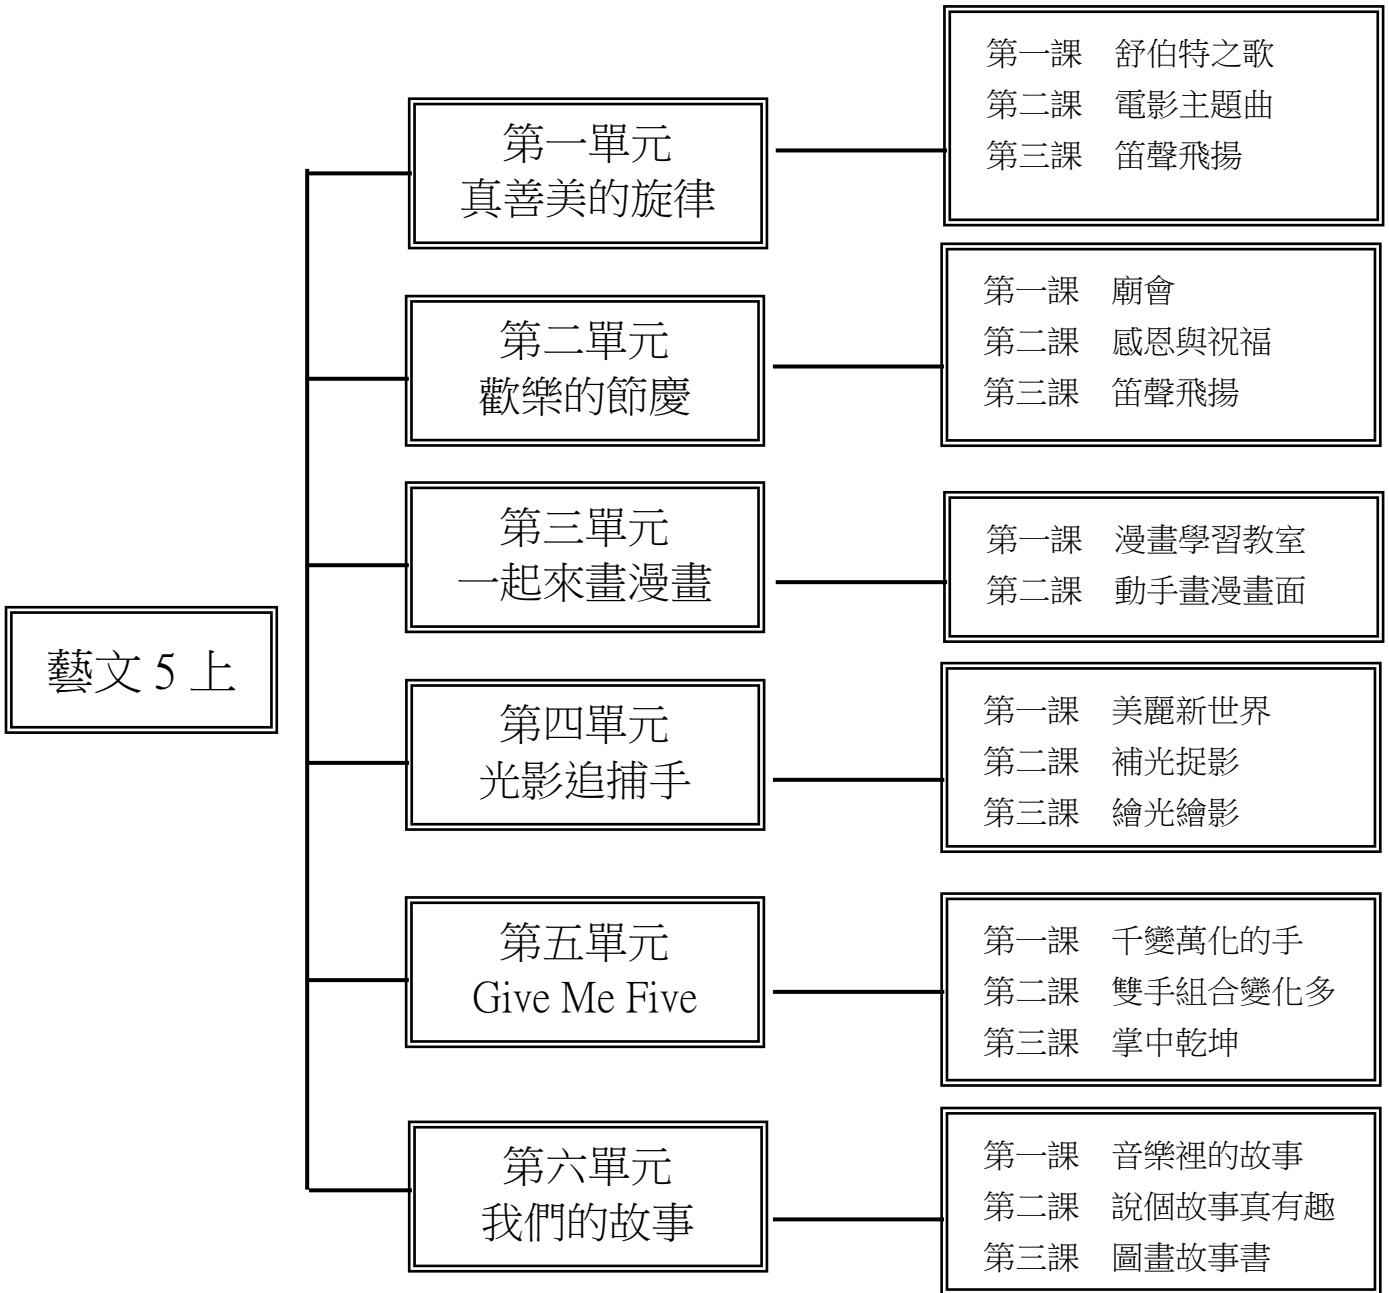 藝文 5 上
第一單元
真善美的旋律
第一課　舒伯特之歌
第二課　電影主題曲
第三課　笛聲飛揚
第二單元
歡樂的節慶
第一課　廟會
第二課　感恩與祝福
第三課　笛聲飛揚
第三單元
一起來畫漫畫
第一課　漫畫學習教室
第二課　動手畫漫畫面
第四單元
光影追捕手
第一課　美麗新世界
第二課　補光捉影
第三課　繪光繪影
第五單元
Give Me Five
第一課　千變萬化的手
第二課　雙手組合變化多
第三課　掌中乾坤
第六單元
我們的故事
第一課　音樂裡的故事
第二課　說個故事真有趣
第三課　圖畫故事書